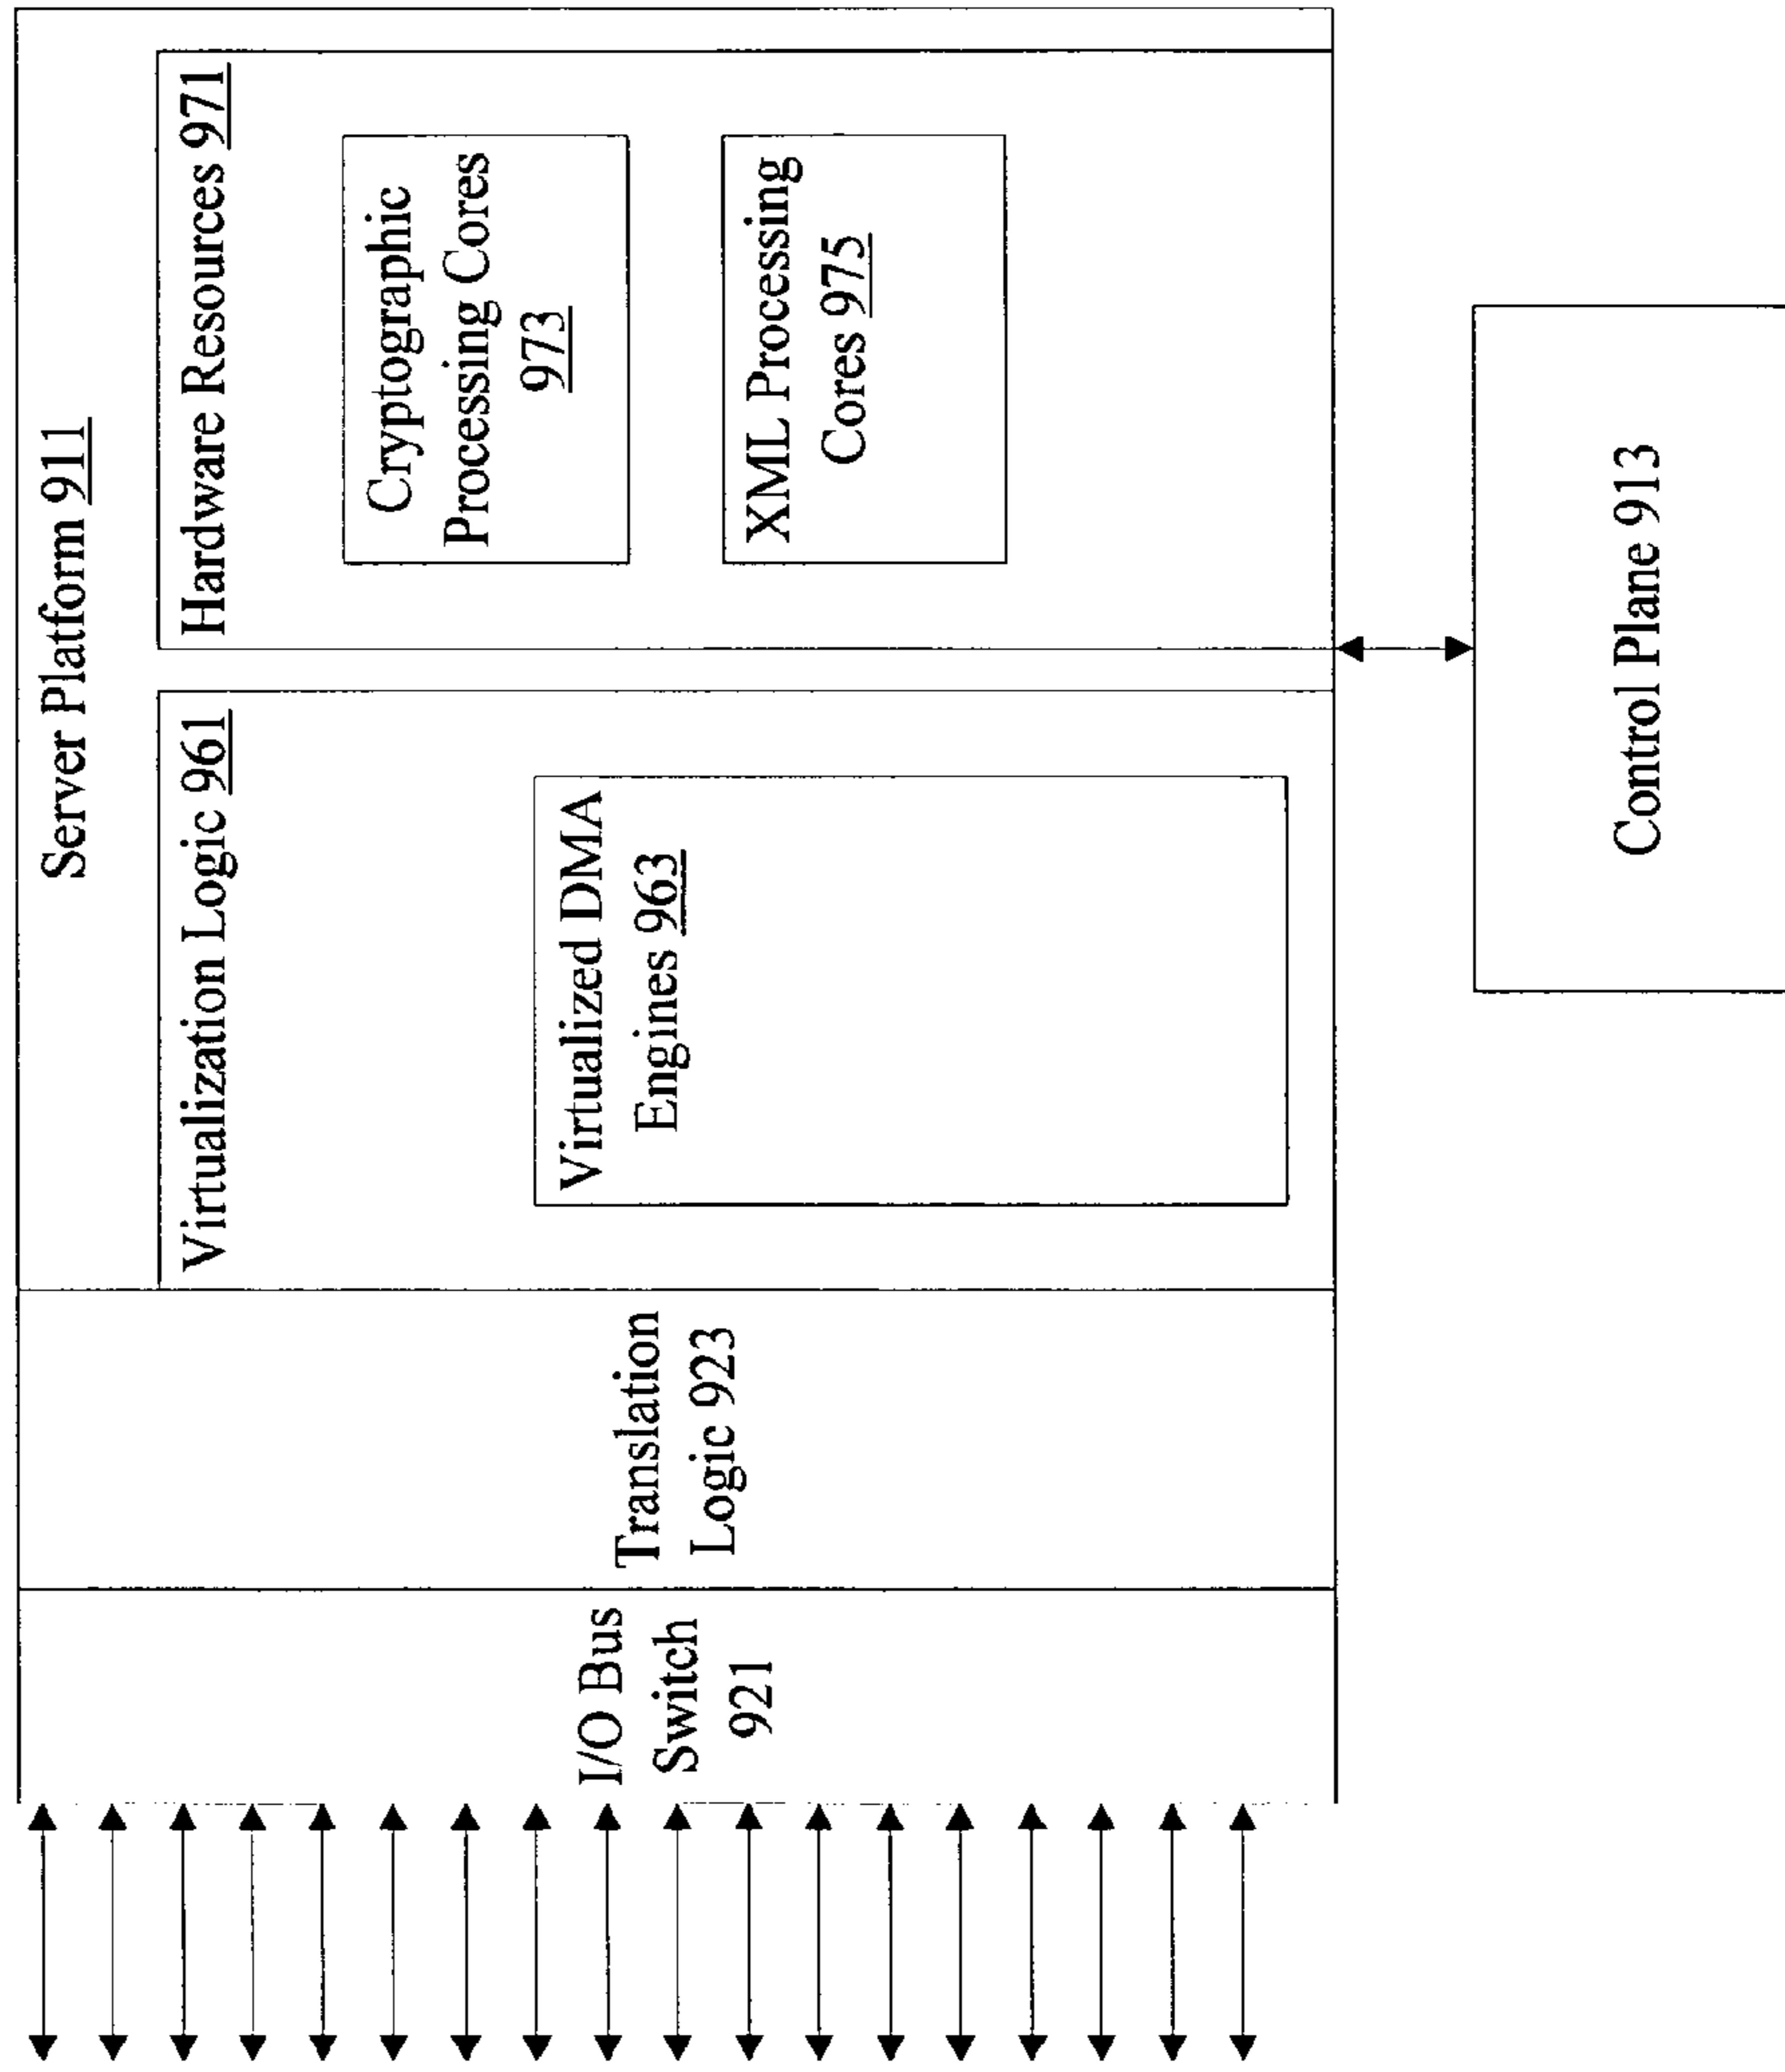 Server Platform 911
Hardware Resources 971
Cryptographic
Processing Cores
973
XML Processing
Cores 975
Virtualization Logic 961
Virtualized DMA
Engines 963
Translation
Logic 923
I/O Bus
Switch
921
Control Plane 913